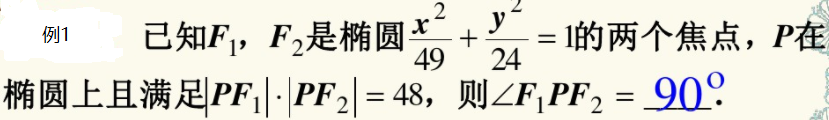 例1 已知F₁，F₂是椭圆x²/49 + y²/24 = 1的两个焦点，P在
椭圆上且满足|PF₁|·|PF₂| = 48，则∠F₁PF₂ = 90°.